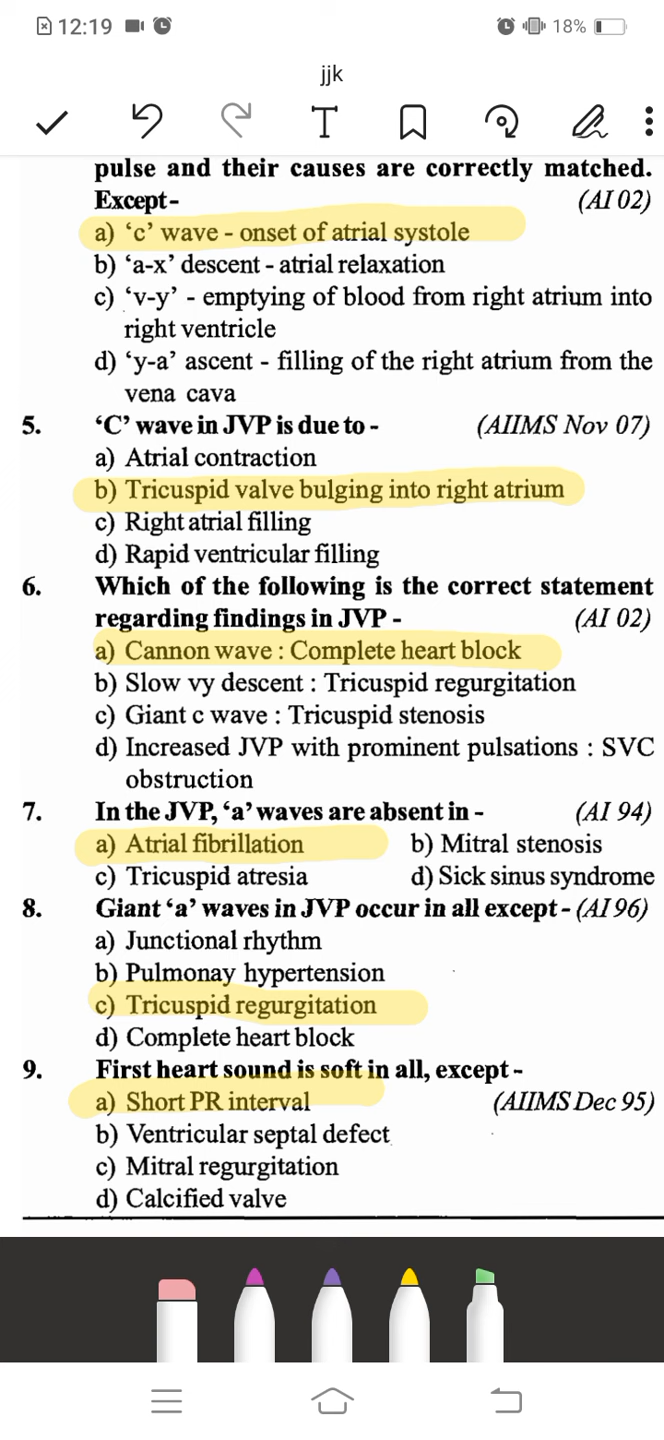 12:19
18%
jjk
T
pulse and their causes are correctly matched.
Except- (AI 02)
a) ‘c’ wave - onset of atrial systole
b) ‘a-x’ descent - atrial relaxation
c) ‘v-y’ - emptying of blood from right atrium into
right ventricle
d) ‘y-a’ ascent - filling of the right atrium from the
vena cava
5. ‘C’ wave in JVP is due to - (AIIMS Nov 07)
a) Atrial contraction
b) Tricuspid valve bulging into right atrium
c) Right atrial filling
d) Rapid ventricular filling
6. Which of the following is the correct statement
regarding findings in JVP - (AI 02)
a) Cannon wave : Complete heart block
b) Slow vy descent : Tricuspid regurgitation
c) Giant c wave : Tricuspid stenosis
d) Increased JVP with prominent pulsations : SVC
obstruction
7. In the JVP, ‘a’ waves are absent in - (AI 94)
a) Atrial fibrillation b) Mitral stenosis
c) Tricuspid atresia d) Sick sinus syndrome
8. Giant ‘a’ waves in JVP occur in all except - (AI 96)
a) Junctional rhythm
b) Pulmonay hypertension
c) Tricuspid regurgitation
d) Complete heart block
9. First heart sound is soft in all, except -
a) Short PR interval (AIIMS Dec 95)
b) Ventricular septal defect
c) Mitral regurgitation
d) Calcified valve